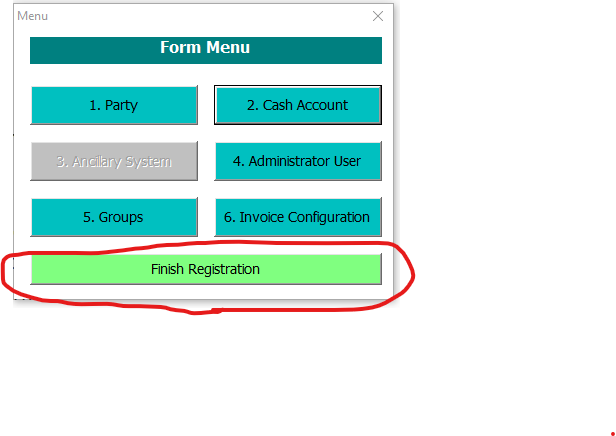 Menu
Form Menu
1. Party
2. Cash Account
3. Ancillary System
4. Administrator User
5. Groups
6. Invoice Configuration
Finish Registration